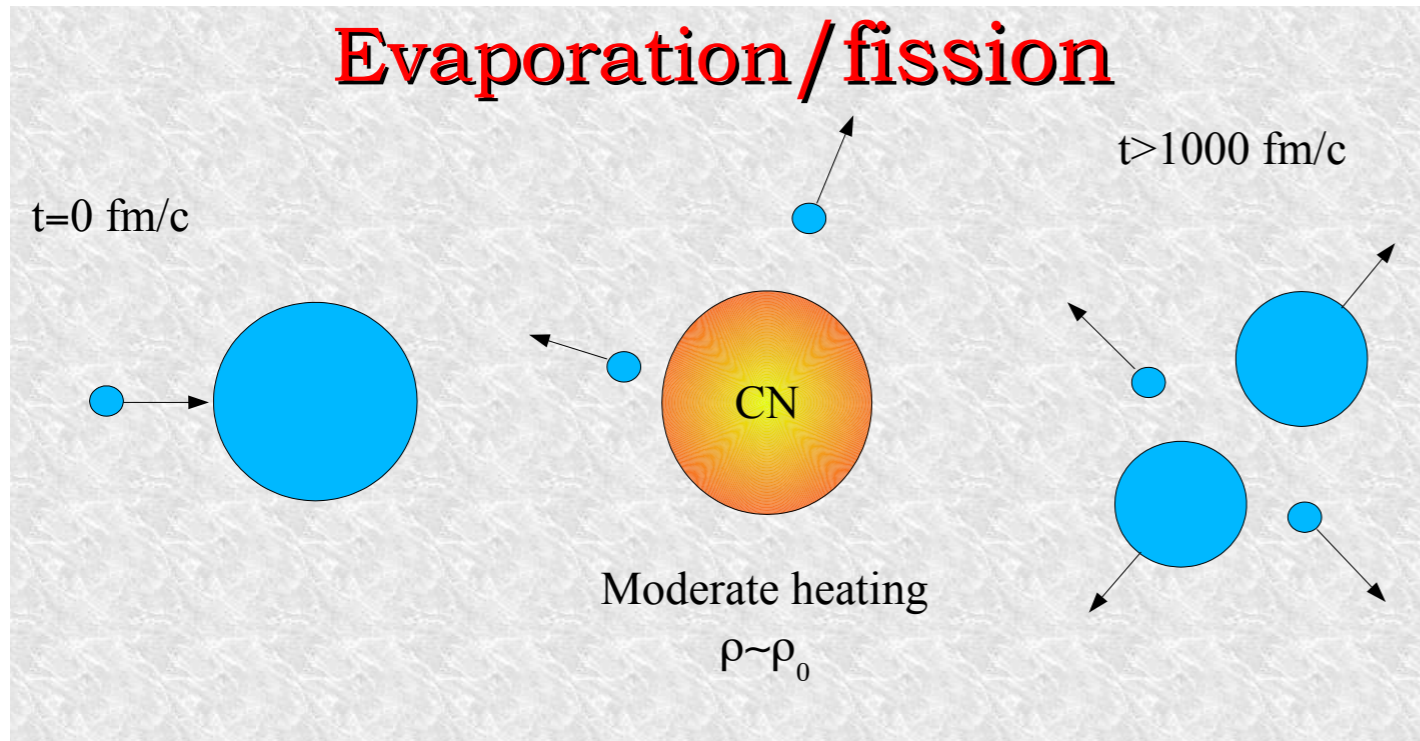 Evaporation/fission
t=0 fm/c
t>1000 fm/c
CN
Moderate heating
ρ~ρ₀